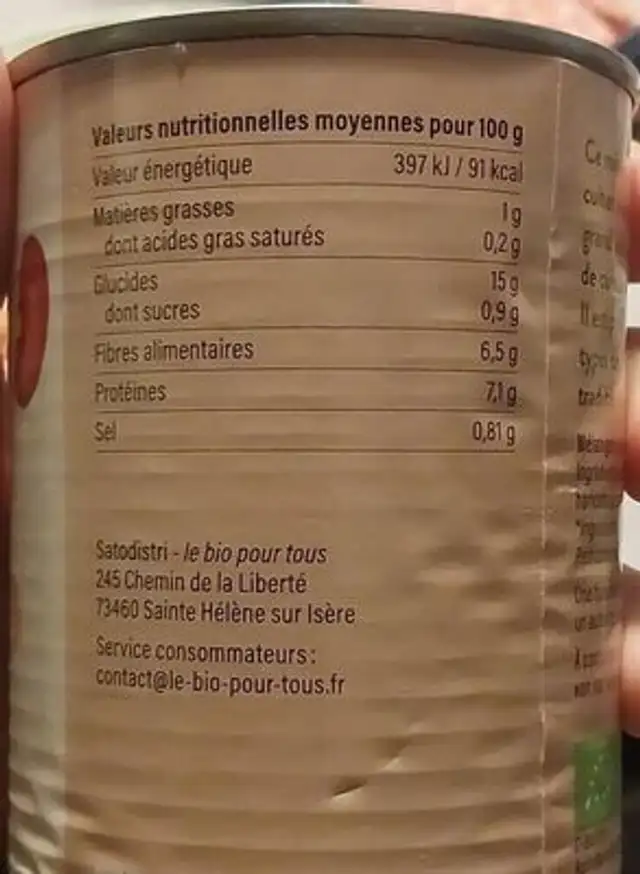 Valeurs nutritionnelles moyennes pour 100 g
Valeur énergétique 397 kJ / 91 kcal
Matières grasses 1 g
dont acides gras saturés 0,2 g
Glucides 15 g
dont sucres 0,9 g
Fibres alimentaires 6,5 g
Protéines 7,1 g
Sel 0,81 g
Satodistri - le bio pour tous
245 Chemin de la Liberté
73460 Sainte Hélène sur Isère
Service consommateurs :
contact@le-bio-pour-tous.fr
Ce
de